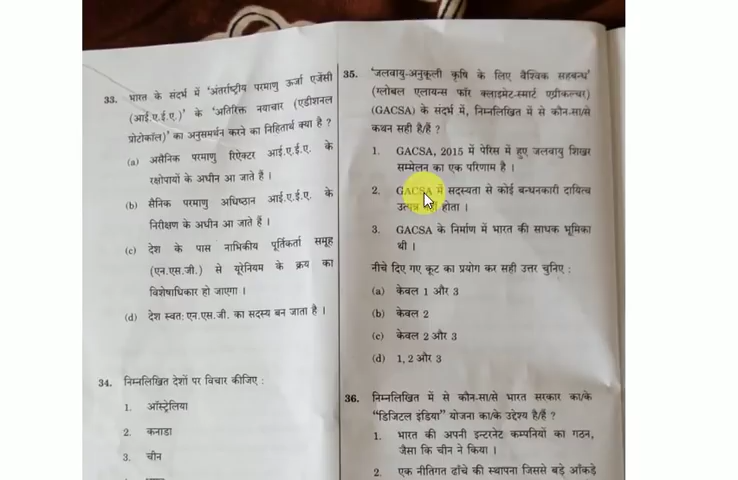 33. भारत के संदर्भ में 'अंतर्राष्ट्रीय परमाणु ऊर्जा एजेंसी
(आई.ए.ई.ए.)' के 'अतिरिक्त नयाचार (एडीशनल
प्रोटोकॉल)' का अनुसमर्थन करने का निहितार्थ क्या है ?
(a) असैनिक परमाणु रिएक्टर आई.ए.ई.ए. के
रक्षोपायों के अधीन आ जाते हैं ।
(b) सैनिक परमाणु अधिष्ठान आई.ए.ई.ए. के
निरीक्षण के अधीन आ जाते हैं ।
(c) देश के पास नाभिकीय पूर्तिकर्ता समूह
(एन.एस.जी.) से यूरेनियम के क्रय का
विशेषाधिकार हो जाएगा ।
(d) देश स्वतः एन.एस.जी. का सदस्य बन जाता है ।
34. निम्नलिखित देशों पर विचार कीजिए :
1. ऑस्ट्रेलिया
2. कनाडा
3. चीन
35. 'जलवायु-अनुकूली कृषि के लिए वैश्विक सहबन्ध'
(ग्लोबल एलायन्स फॉर क्लाइमेट-स्मार्ट एग्रीकल्चर)
(GACSA) के संदर्भ में, निम्नलिखित में से कौन-सा/से
कथन सही है/हैं ?
1. GACSA, 2015 में पेरिस में हुए जलवायु शिखर
सम्मेलन का एक परिणाम है ।
2. GACSA में सदस्यता से कोई बन्धनकारी दायित्व
उत्पन्न होता ।
3. GACSA के निर्माण में भारत की साधक भूमिका
थी ।
नीचे दिए गए कूट का प्रयोग कर सही उत्तर चुनिए :
(a) केवल 1 और 3
(b) केवल 2
(c) केवल 2 और 3
(d) 1, 2 और 3
36. निम्नलिखित में से कौन-सा/से भारत सरकार का/के
"डिजिटल इंडिया" योजना का/के उद्देश्य है/हैं ?
1. भारत की अपनी इन्टरनेट कम्पनियों का गठन,
जैसा कि चीन ने किया ।
2. एक नीतिगत ढाँचे की स्थापना जिससे बड़े आँकड़े